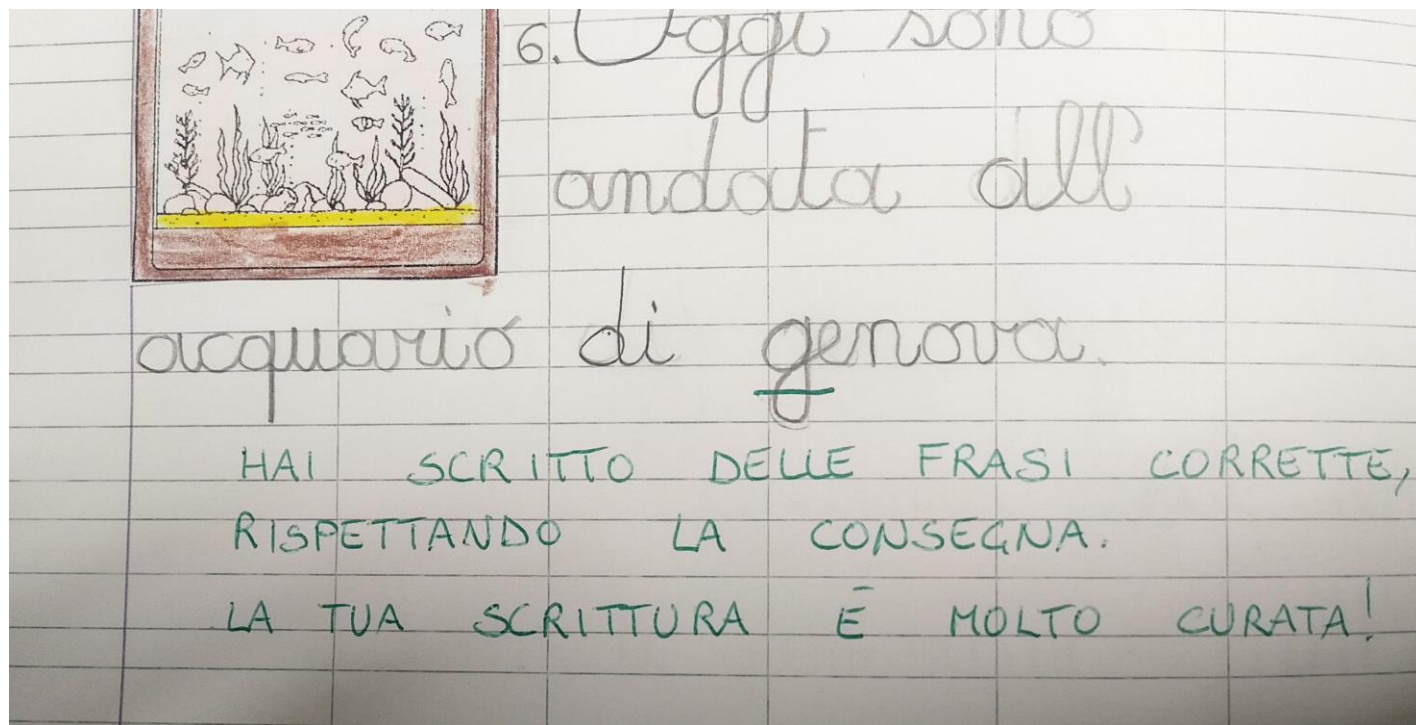 6. Oggi sono
andata all'
acquario di genova.
HAI SCRITTO DELLE FRASI CORRETTE,
RISPETTANDO LA CONSEGNA.
LA TUA SCRITTURA È MOLTO CURATA!